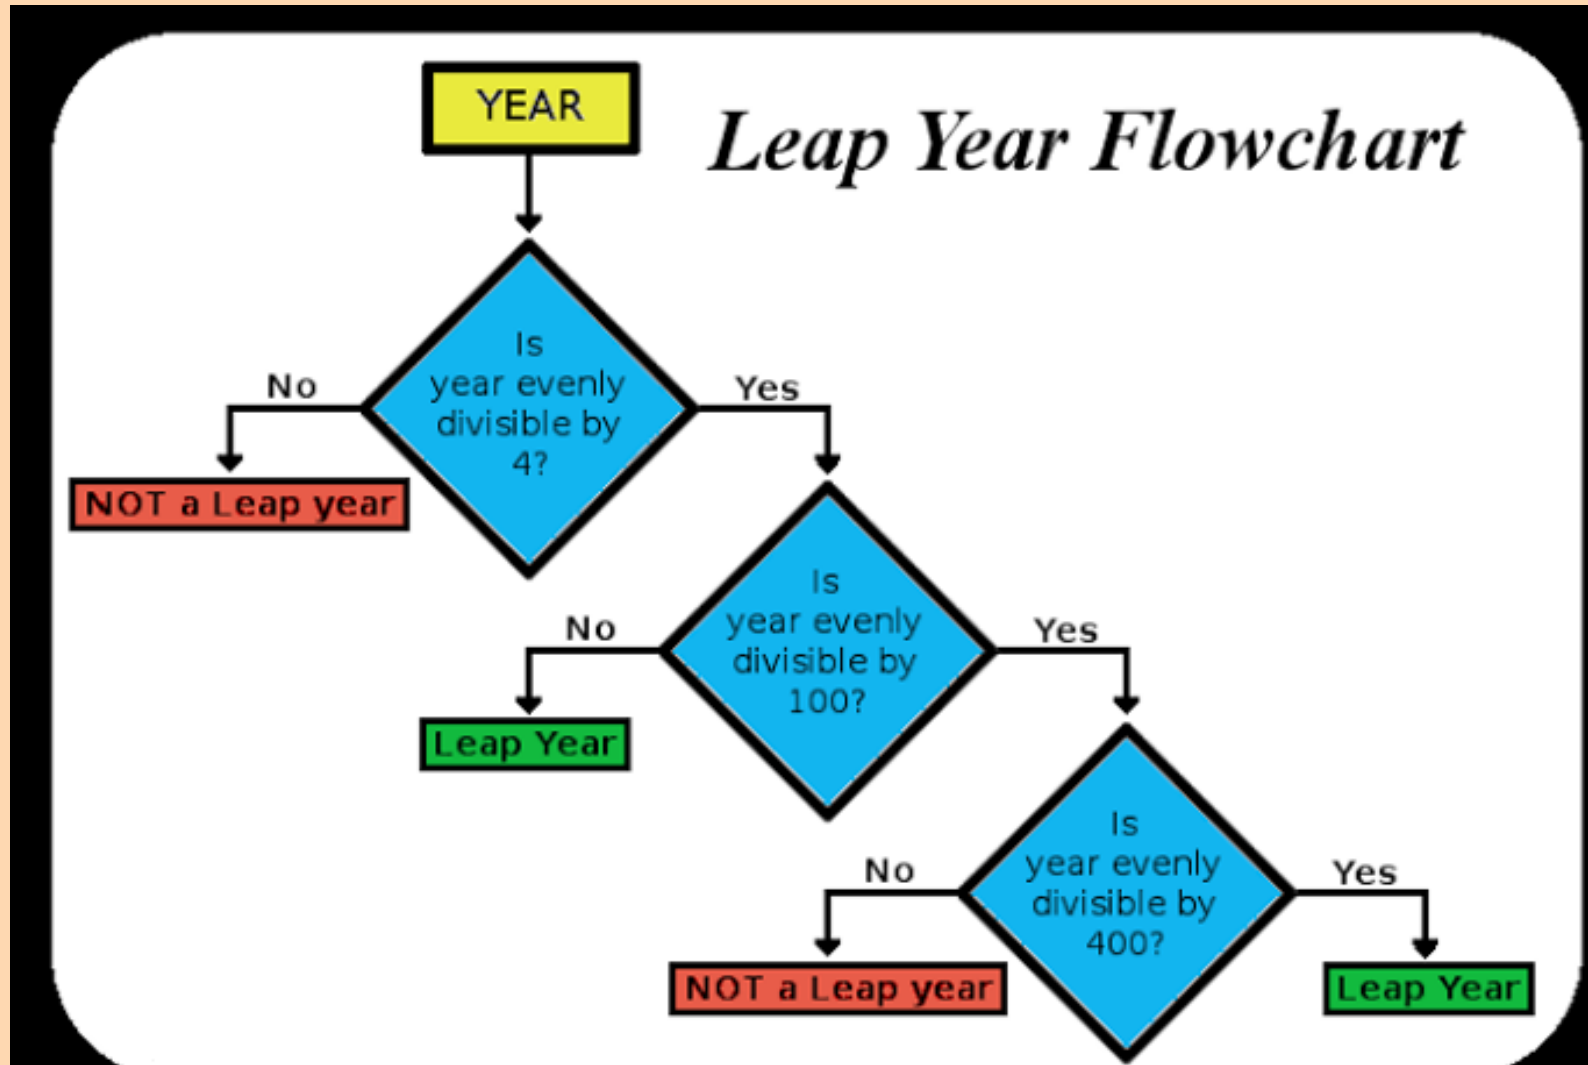 YEAR
Leap Year Flowchart
Is
year evenly
divisible by
4?
No
Yes
NOT a Leap year
Is
year evenly
divisible by
100?
No
Yes
Leap Year
Is
year evenly
divisible by
400?
No
Yes
NOT a Leap year
Leap Year